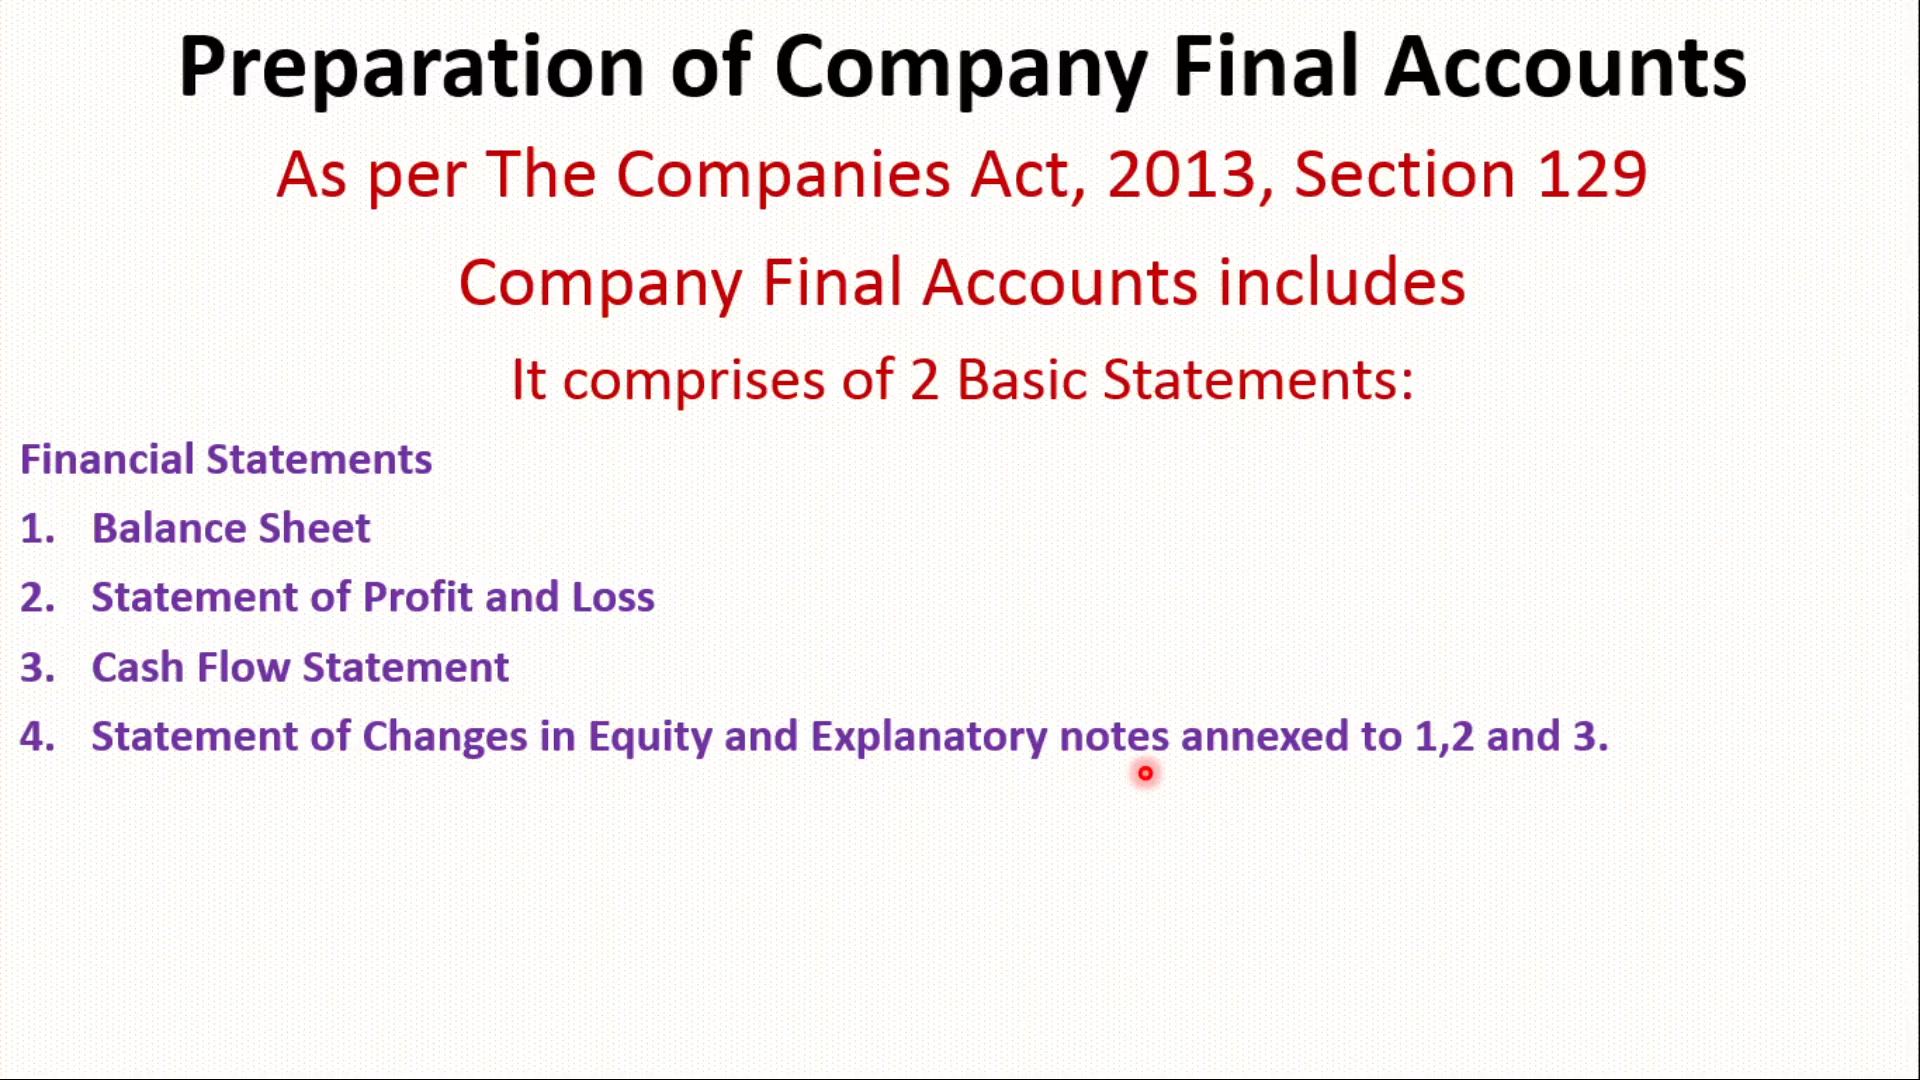 Preparation of Company Final Accounts
As per The Companies Act, 2013, Section 129
Company Final Accounts includes
It comprises of 2 Basic Statements:
Financial Statements
1. Balance Sheet
2. Statement of Profit and Loss
3. Cash Flow Statement
4. Statement of Changes in Equity and Explanatory notes annexed to 1,2 and 3.